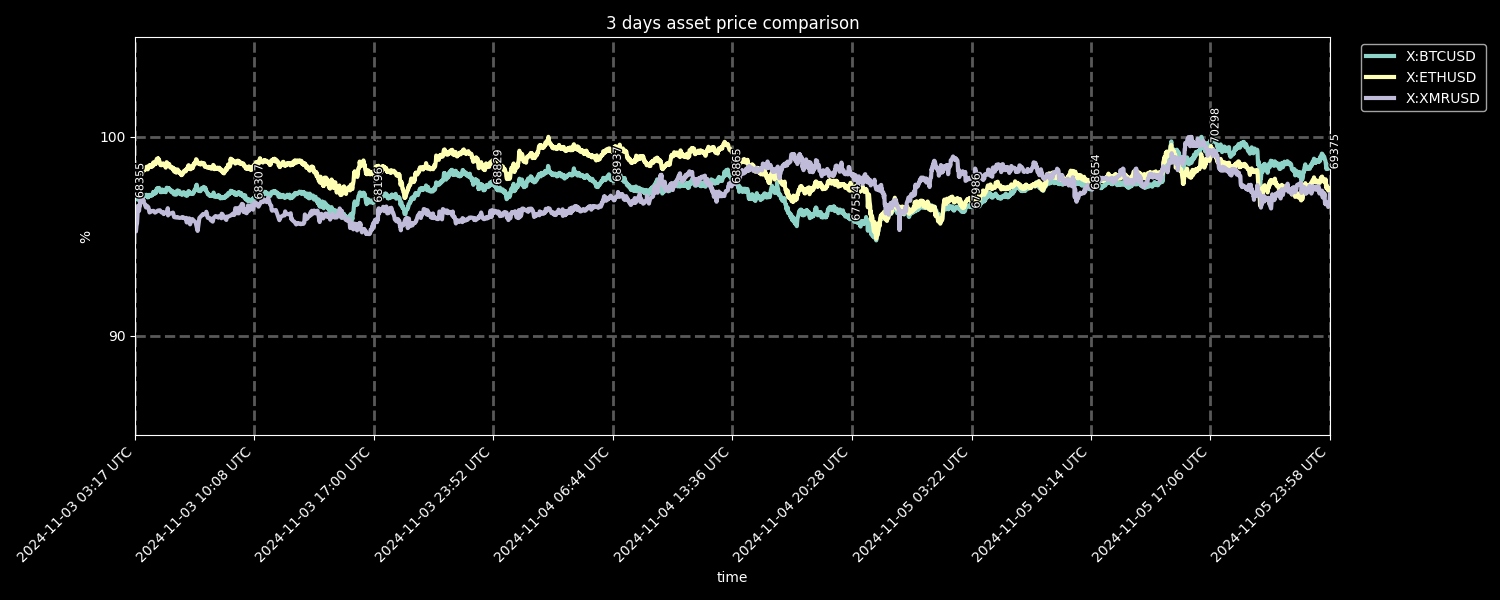 3 days asset price comparison
X:BTCUSD
X:ETHUSD
X:XMRUSD
100
90
%
68355
68307
68829
68937
68865
67554
67986
68654
70298
69375
2024-11-03 03:17 UTC
2024-11-03 10:08 UTC
2024-11-03 17:00 UTC
2024-11-03 23:52 UTC
2024-11-04 06:44 UTC
2024-11-04 13:36 UTC
2024-11-04 20:28 UTC
2024-11-05 03:22 UTC
2024-11-05 10:14 UTC
2024-11-05 17:06 UTC
2024-11-05 23:58 UTC
time